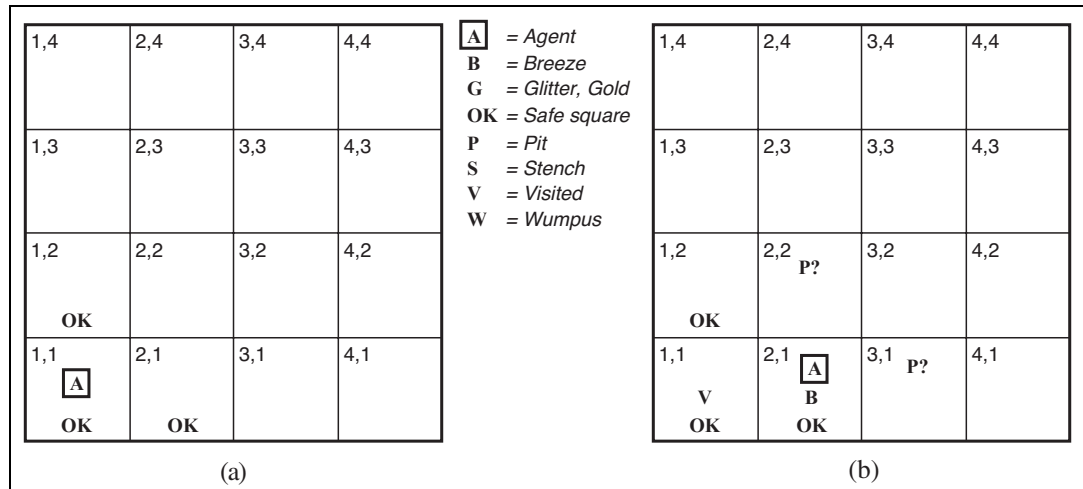 1,4 2,4 3,4 4,4
1,3 2,3 3,3 4,3
1,2 2,2 3,2 4,2
OK
1,1 2,1 3,1 4,1
A
OK OK
(a)
A = Agent
B = Breeze
G = Glitter, Gold
OK = Safe square
P = Pit
S = Stench
V = Visited
W = Wumpus
1,4 2,4 3,4 4,4
1,3 2,3 3,3 4,3
1,2 2,2 3,2 4,2
P?
OK
1,1 2,1 3,1 4,1
A P?
V B
OK OK
(b)